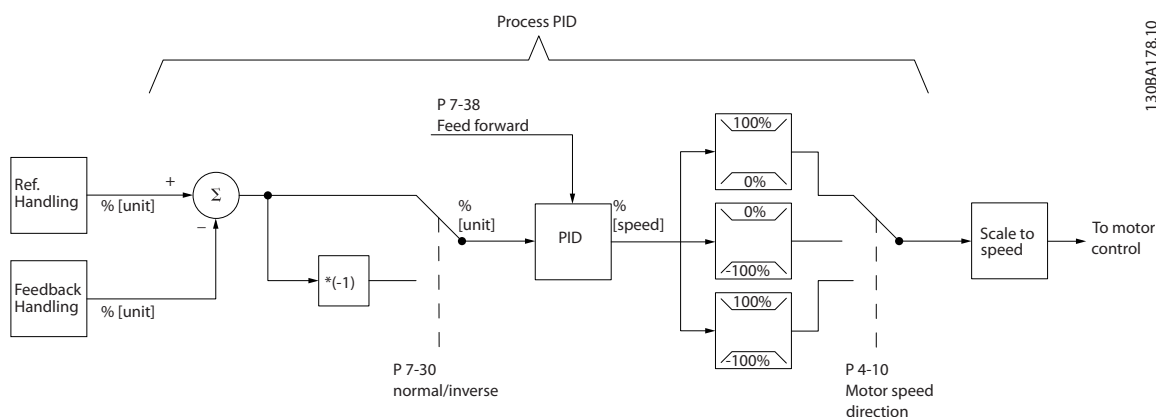 Process PID
130BA178.10
P 7-38
Feed forward
Ref.
Handling
% [unit]
+
Σ
−
Feedback
Handling
% [unit]
*(-1)
%
[unit]
P 7-30
normal/inverse
PID
%
[speed]
100%
0%
0%
-100%
100%
-100%
P 4-10
Motor speed
direction
Scale to
speed
To motor
control